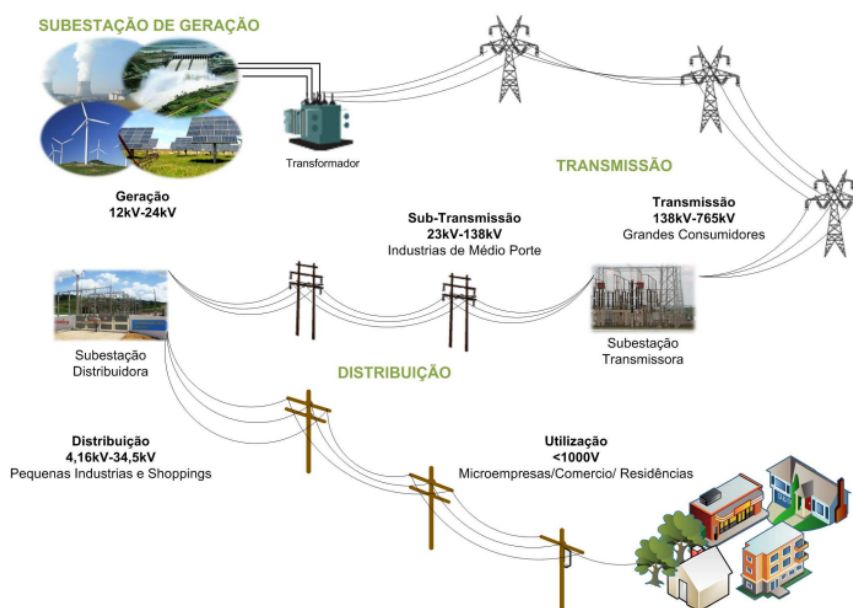 SUBESTAÇÃO DE GERAÇÃO
Transformador
TRANSMISSÃO
Geração
12kV-24kV
Sub-Transmissão
23kV-138kV
Industrias de Médio Porte
Transmissão
138kV-765kV
Grandes Consumidores
Subestação
Distribuidora
Subestação
Transmissora
DISTRIBUIÇÃO
Distribuição
4,16kV-34,5kV
Pequenas Industrias e Shoppings
Utilização
<1000V
Microempresas/Comercio/ Residências